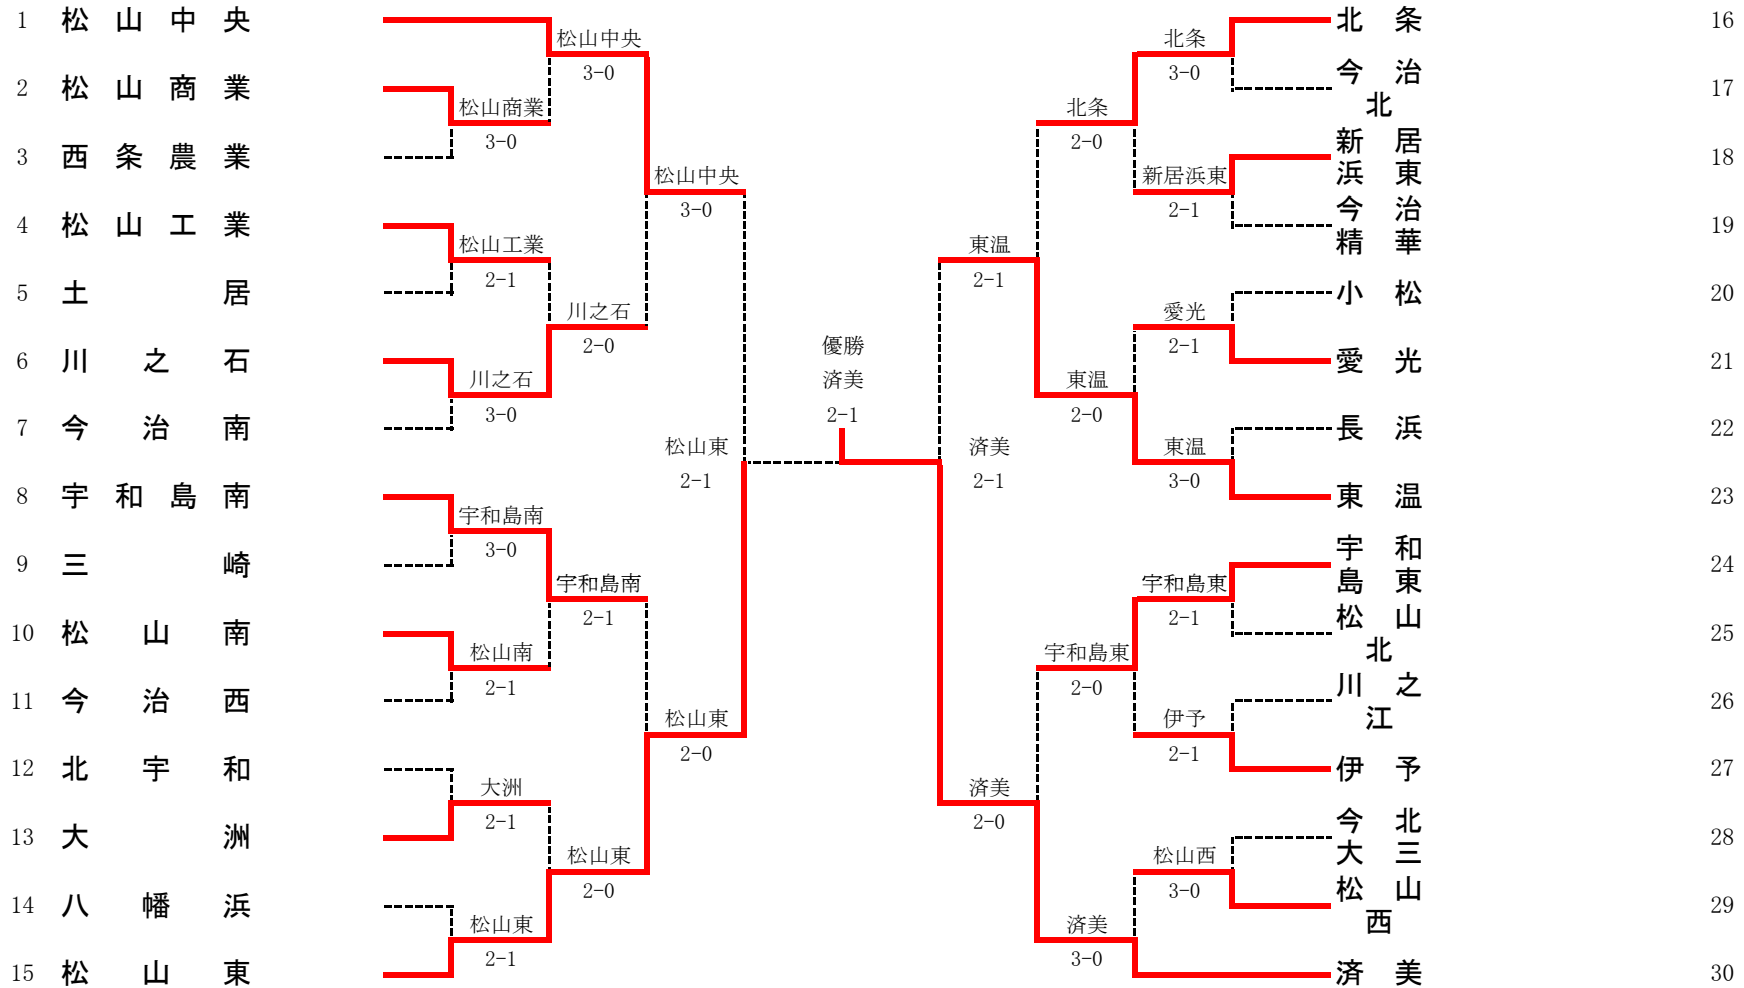 1 松山中央
2 松山商業
3 西条農業
4 松山工業
5 土居
6 川之石
7 今治南
8 宇和島南
9 三崎
10 松山南
11 今治西
12 北宇和
13 大洲
14 八幡浜
15 松山東
松山商業
3-0
松山工業
2-1
川之石
3-0
宇和島南
3-0
松山南
2-1
大洲
2-1
松山東
2-1
松山中央
3-0
川之石
2-0
宇和島南
2-1
松山東
2-0
松山中央
3-0
松山東
2-0
松山東
2-1
優勝
済美
2-1
東温
2-1
済美
2-1
済美
2-0
北条
2-0
東温
2-0
宇和島東
2-0
済美
3-0
北条
3-0
新居浜東
2-1
愛光
2-1
東温
3-0
宇和島東
2-1
伊予
2-1
松山西
3-0
北条 16
今治
北
17
新居
浜東
18
今治
精華
19
小松 20
愛光 21
長浜 22
東温 23
宇和
島東
24
松山
北
25
川之
江
26
伊予 27
今北
大三
28
松山
西
29
済美 30